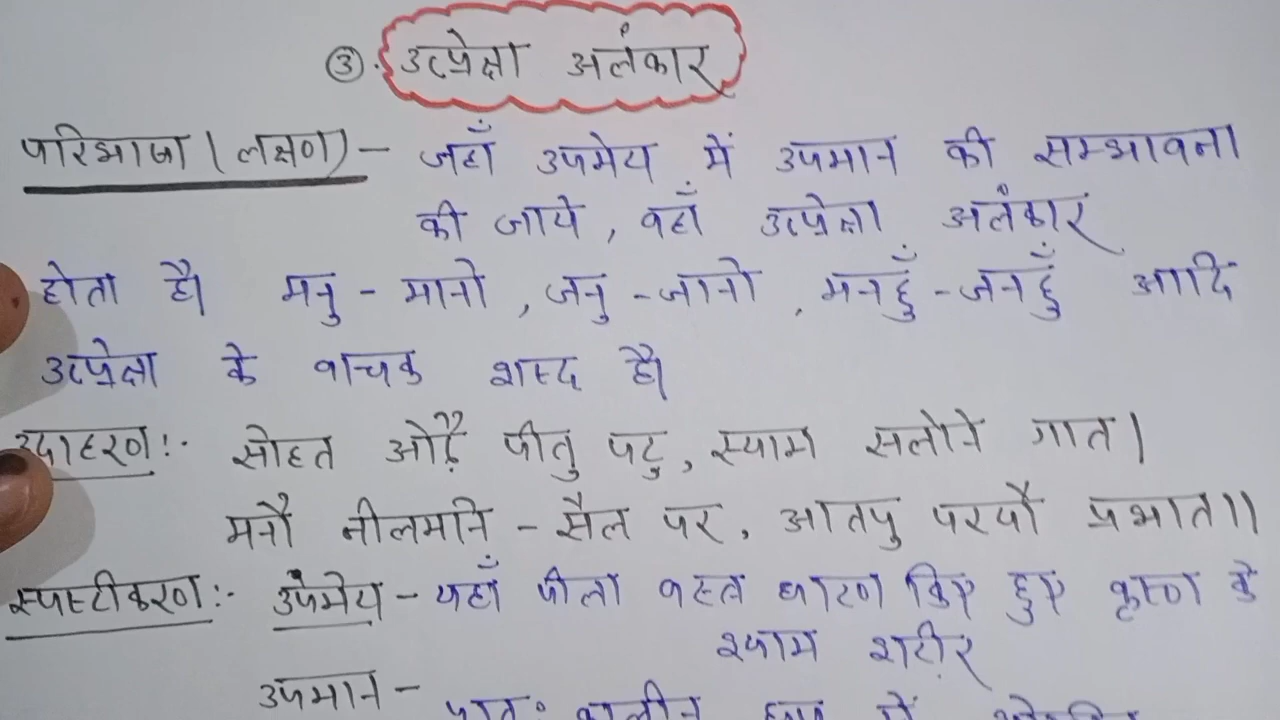 ③. उत्प्रेक्षा अलंकार
परिभाषा (लक्षण) - जहाँ उपमेय में उपमान की सम्भावना
की जाये, वहाँ उत्प्रेक्षा अलंकार
होता है। मनु - मानो, जनु - जानो, मनहुँ - जनहुँ आदि
उत्प्रेक्षा के वाचक शब्द है।
उदाहरण:- सोहत ओढ़ैं पीतु पटु, स्याम सलोने गात।
मनौ नीलमनि - सैल पर, आतपु परयौ प्रभात।।
स्पष्टीकरण:- उपमेय - यहाँ पीला वस्त्र धारण किए हुए कृष्ण के
श्याम शरीर
उपमान - प्रातः कालीन धूप में